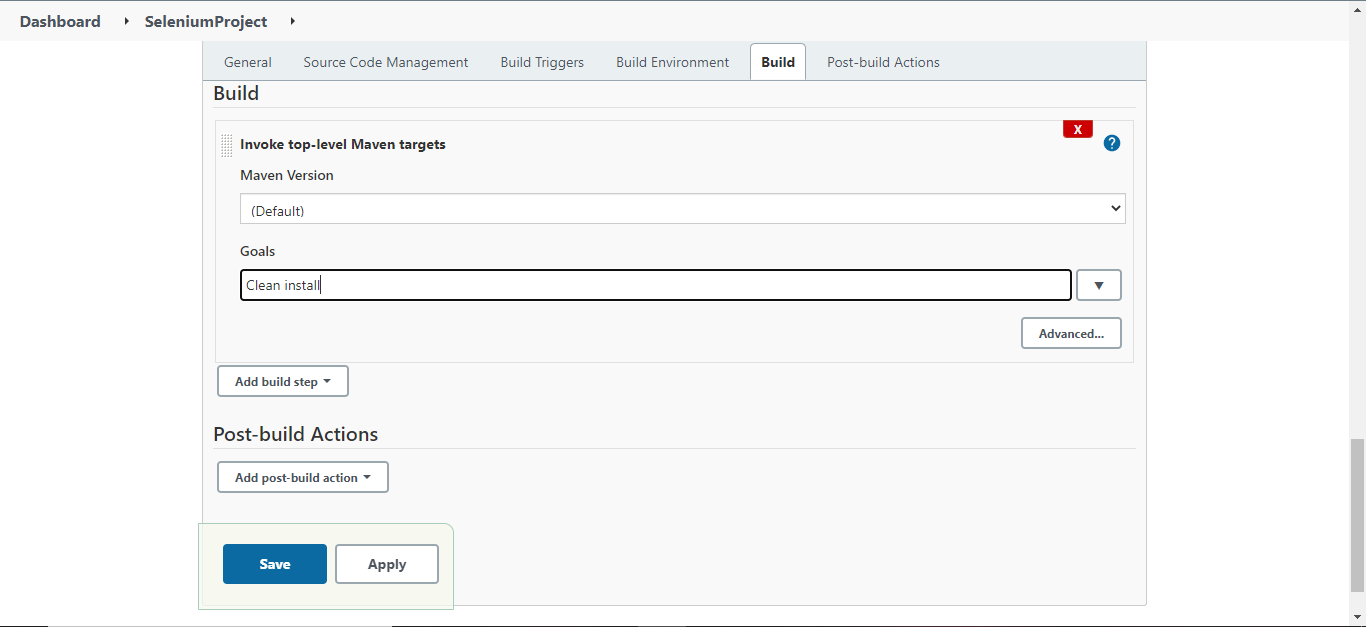 Dashboard SeleniumProject
General Source Code Management Build Triggers Build Environment Build Post-build Actions
Build
X
Invoke top-level Maven targets ?
Maven Version
(Default)
Goals
Clean install
Advanced...
Add build step
Post-build Actions
Add post-build action
Save Apply